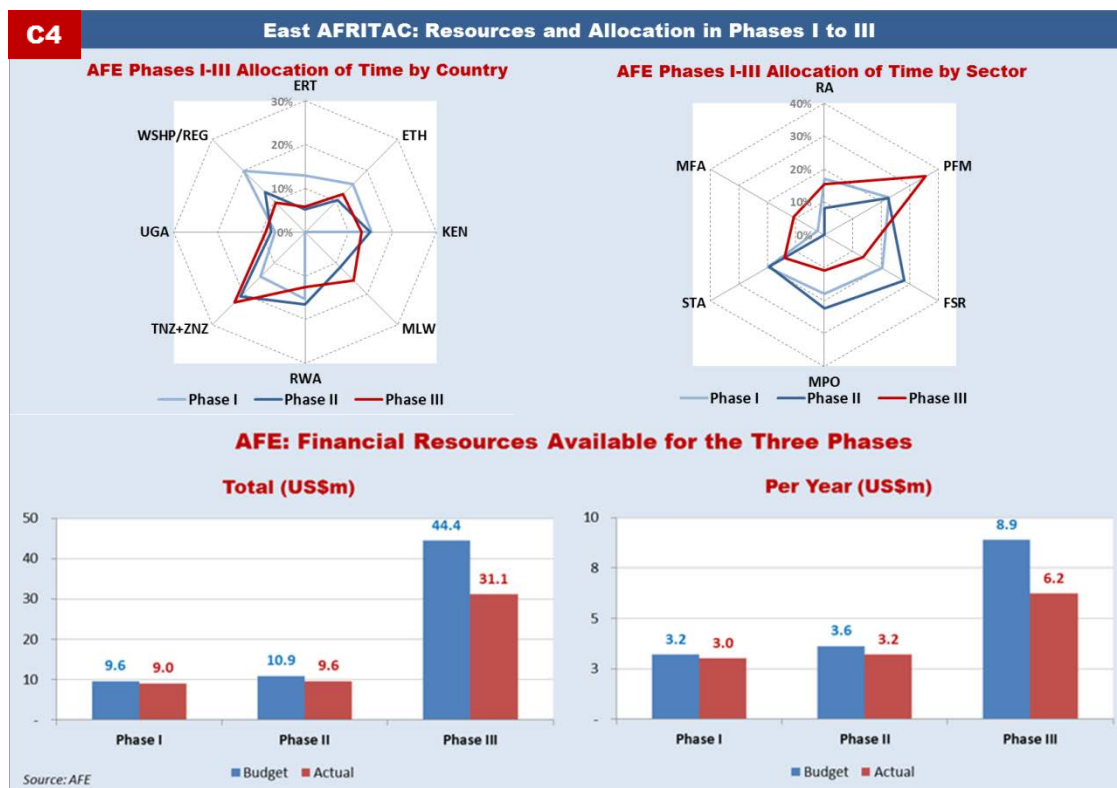 C4
East AFRITAC: Resources and Allocation in Phases I to III
AFE Phases I-III Allocation of Time by Country
ERT
30%
20%
10%
0%
ETH
KEN
MLW
RWA
TNZ+ZNZ
UGA
WSHP/REG
Phase I Phase II Phase III
AFE Phases I-III Allocation of Time by Sector
RA
40%
30%
20%
10%
0%
PFM
FSR
MPO
STA
MFA
Phase I Phase II Phase III
AFE: Financial Resources Available for the Three Phases
Total (US$m)
50
40
30
20
10
-
9.6
9.0
10.9
9.6
44.4
31.1
Phase I Phase II Phase III
Budget Actual
Per Year (US$m)
10
8
5
3
-
3.2
3.0
3.6
3.2
8.9
6.2
Phase I Phase II Phase III
Budget Actual
Source: AFE